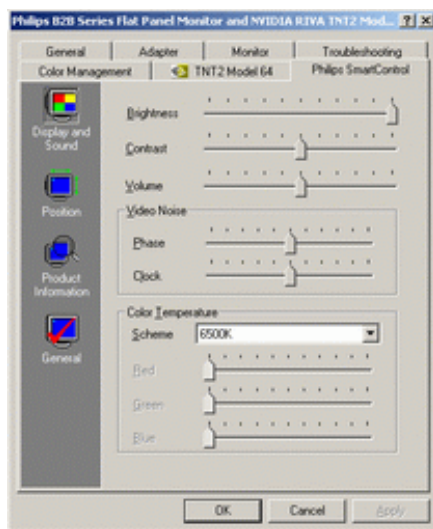 Philips B2B Series Flat Panel Monitor and NVIDIA RIVA TNT2 Mod...
General Adapter Monitor Troubleshooting
Color Management TNT2 Model 64 Philips SmartControl
Display and
Sound
Position
Product
Information
General
Brightness
Contrast
Volume
Video Noise
Phase
Clock
Color Temperature
Scheme 6500K
Red
Green
Blue
OK Cancel Apply